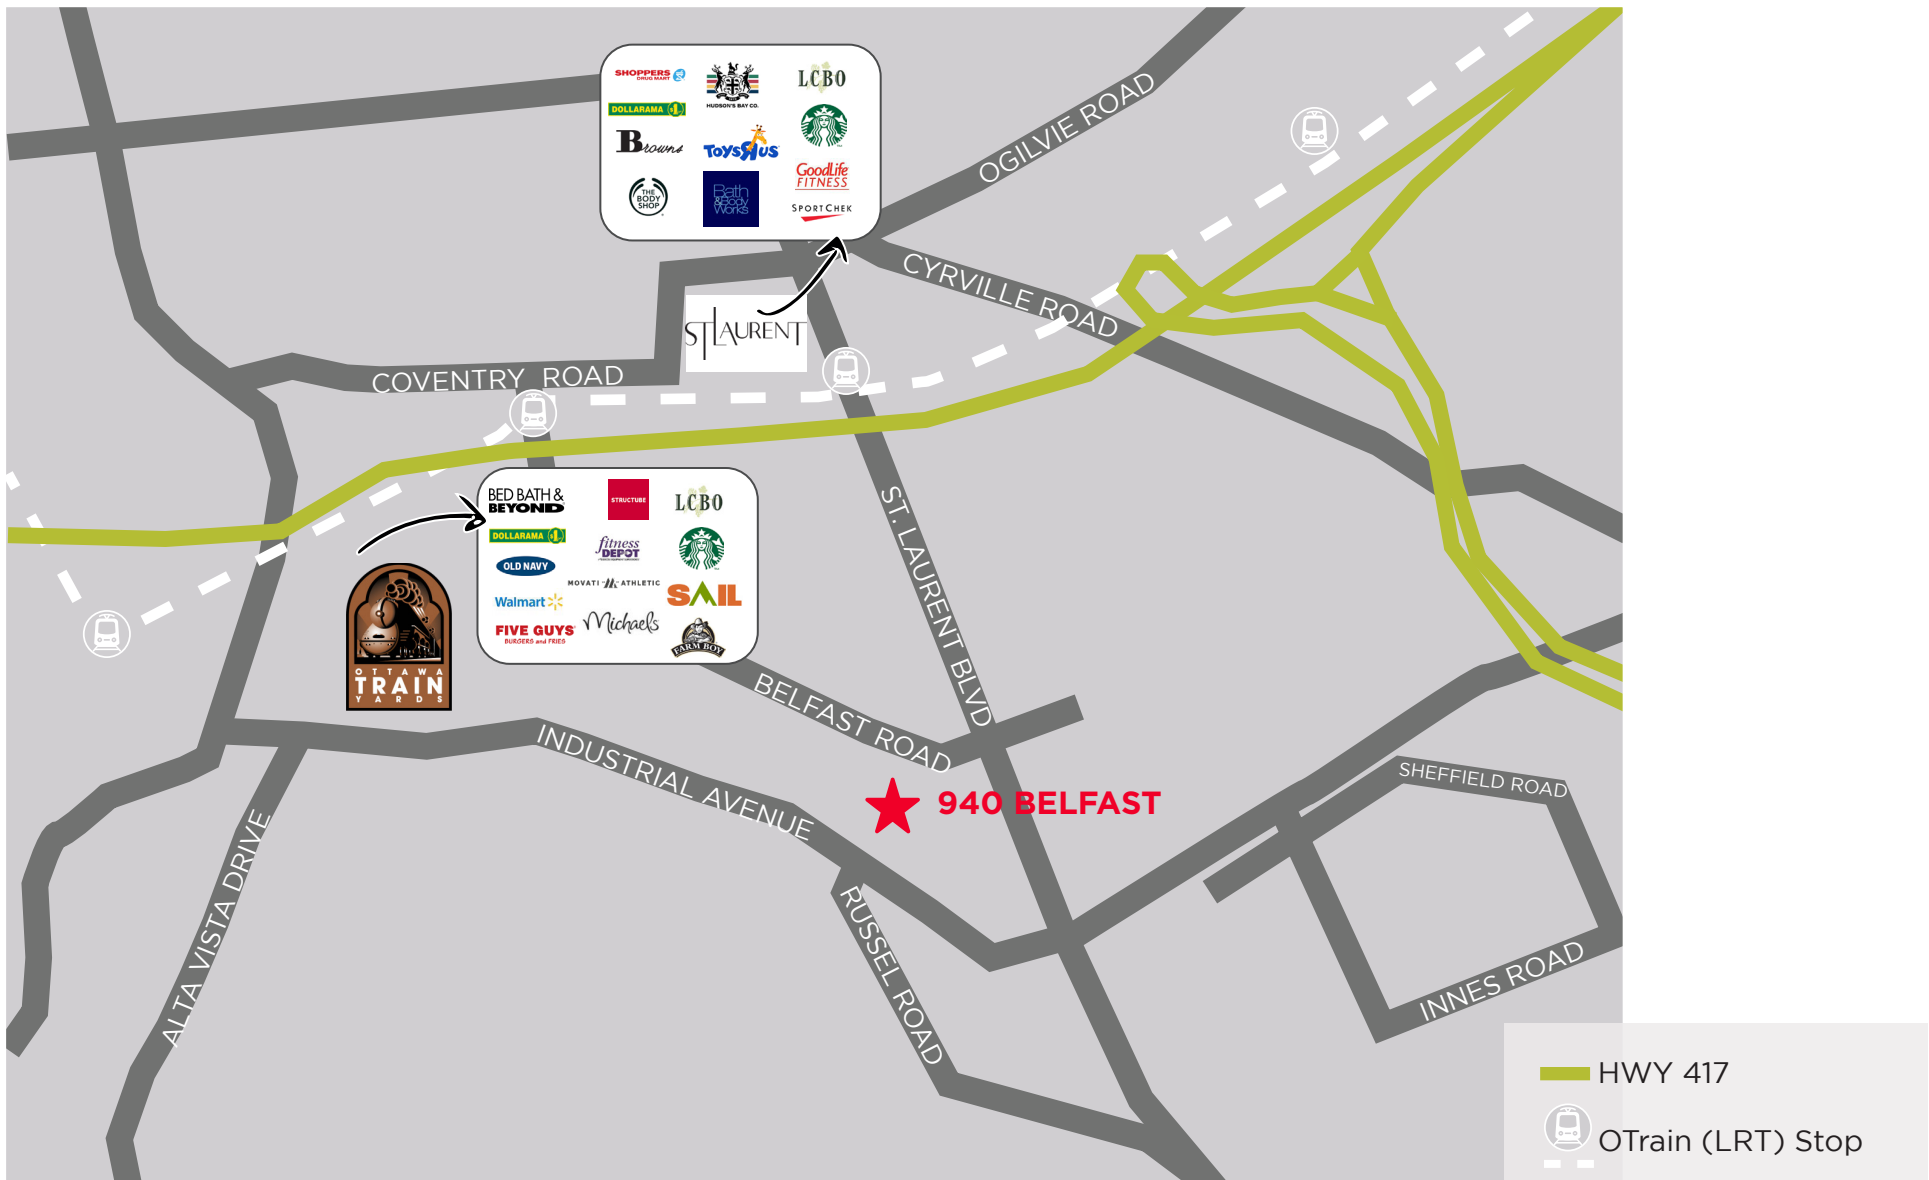 SHOPPERS
DRUG MART
HUDSON'S BAY CO.
LCBO
DOLLARAMA
Browns
ToysЯus
GoodLife
FITNESS
THE
BODY
SHOP
Bath
&Body
Works
SPORTCHEK
OGILVIE ROAD
CYRVILLE ROAD
ST LAURENT
COVENTRY ROAD
BED BATH &
BEYOND
STRUCTUBE
LCBO
DOLLARAMA
fitness
DEPOT
OLD NAVY
MOVATI ATHLETIC
Walmart
SAIL
FIVE GUYS
BURGERS and FRIES
Michaels
FARM BOY
OTTAWA
TRAIN
YARDS
ST. LAURENT BLVD
BELFAST ROAD
INDUSTRIAL AVENUE
940 BELFAST
SHEFFIELD ROAD
ALTA VISTA DRIVE
RUSSEL ROAD
INNES ROAD
HWY 417
OTrain (LRT) Stop